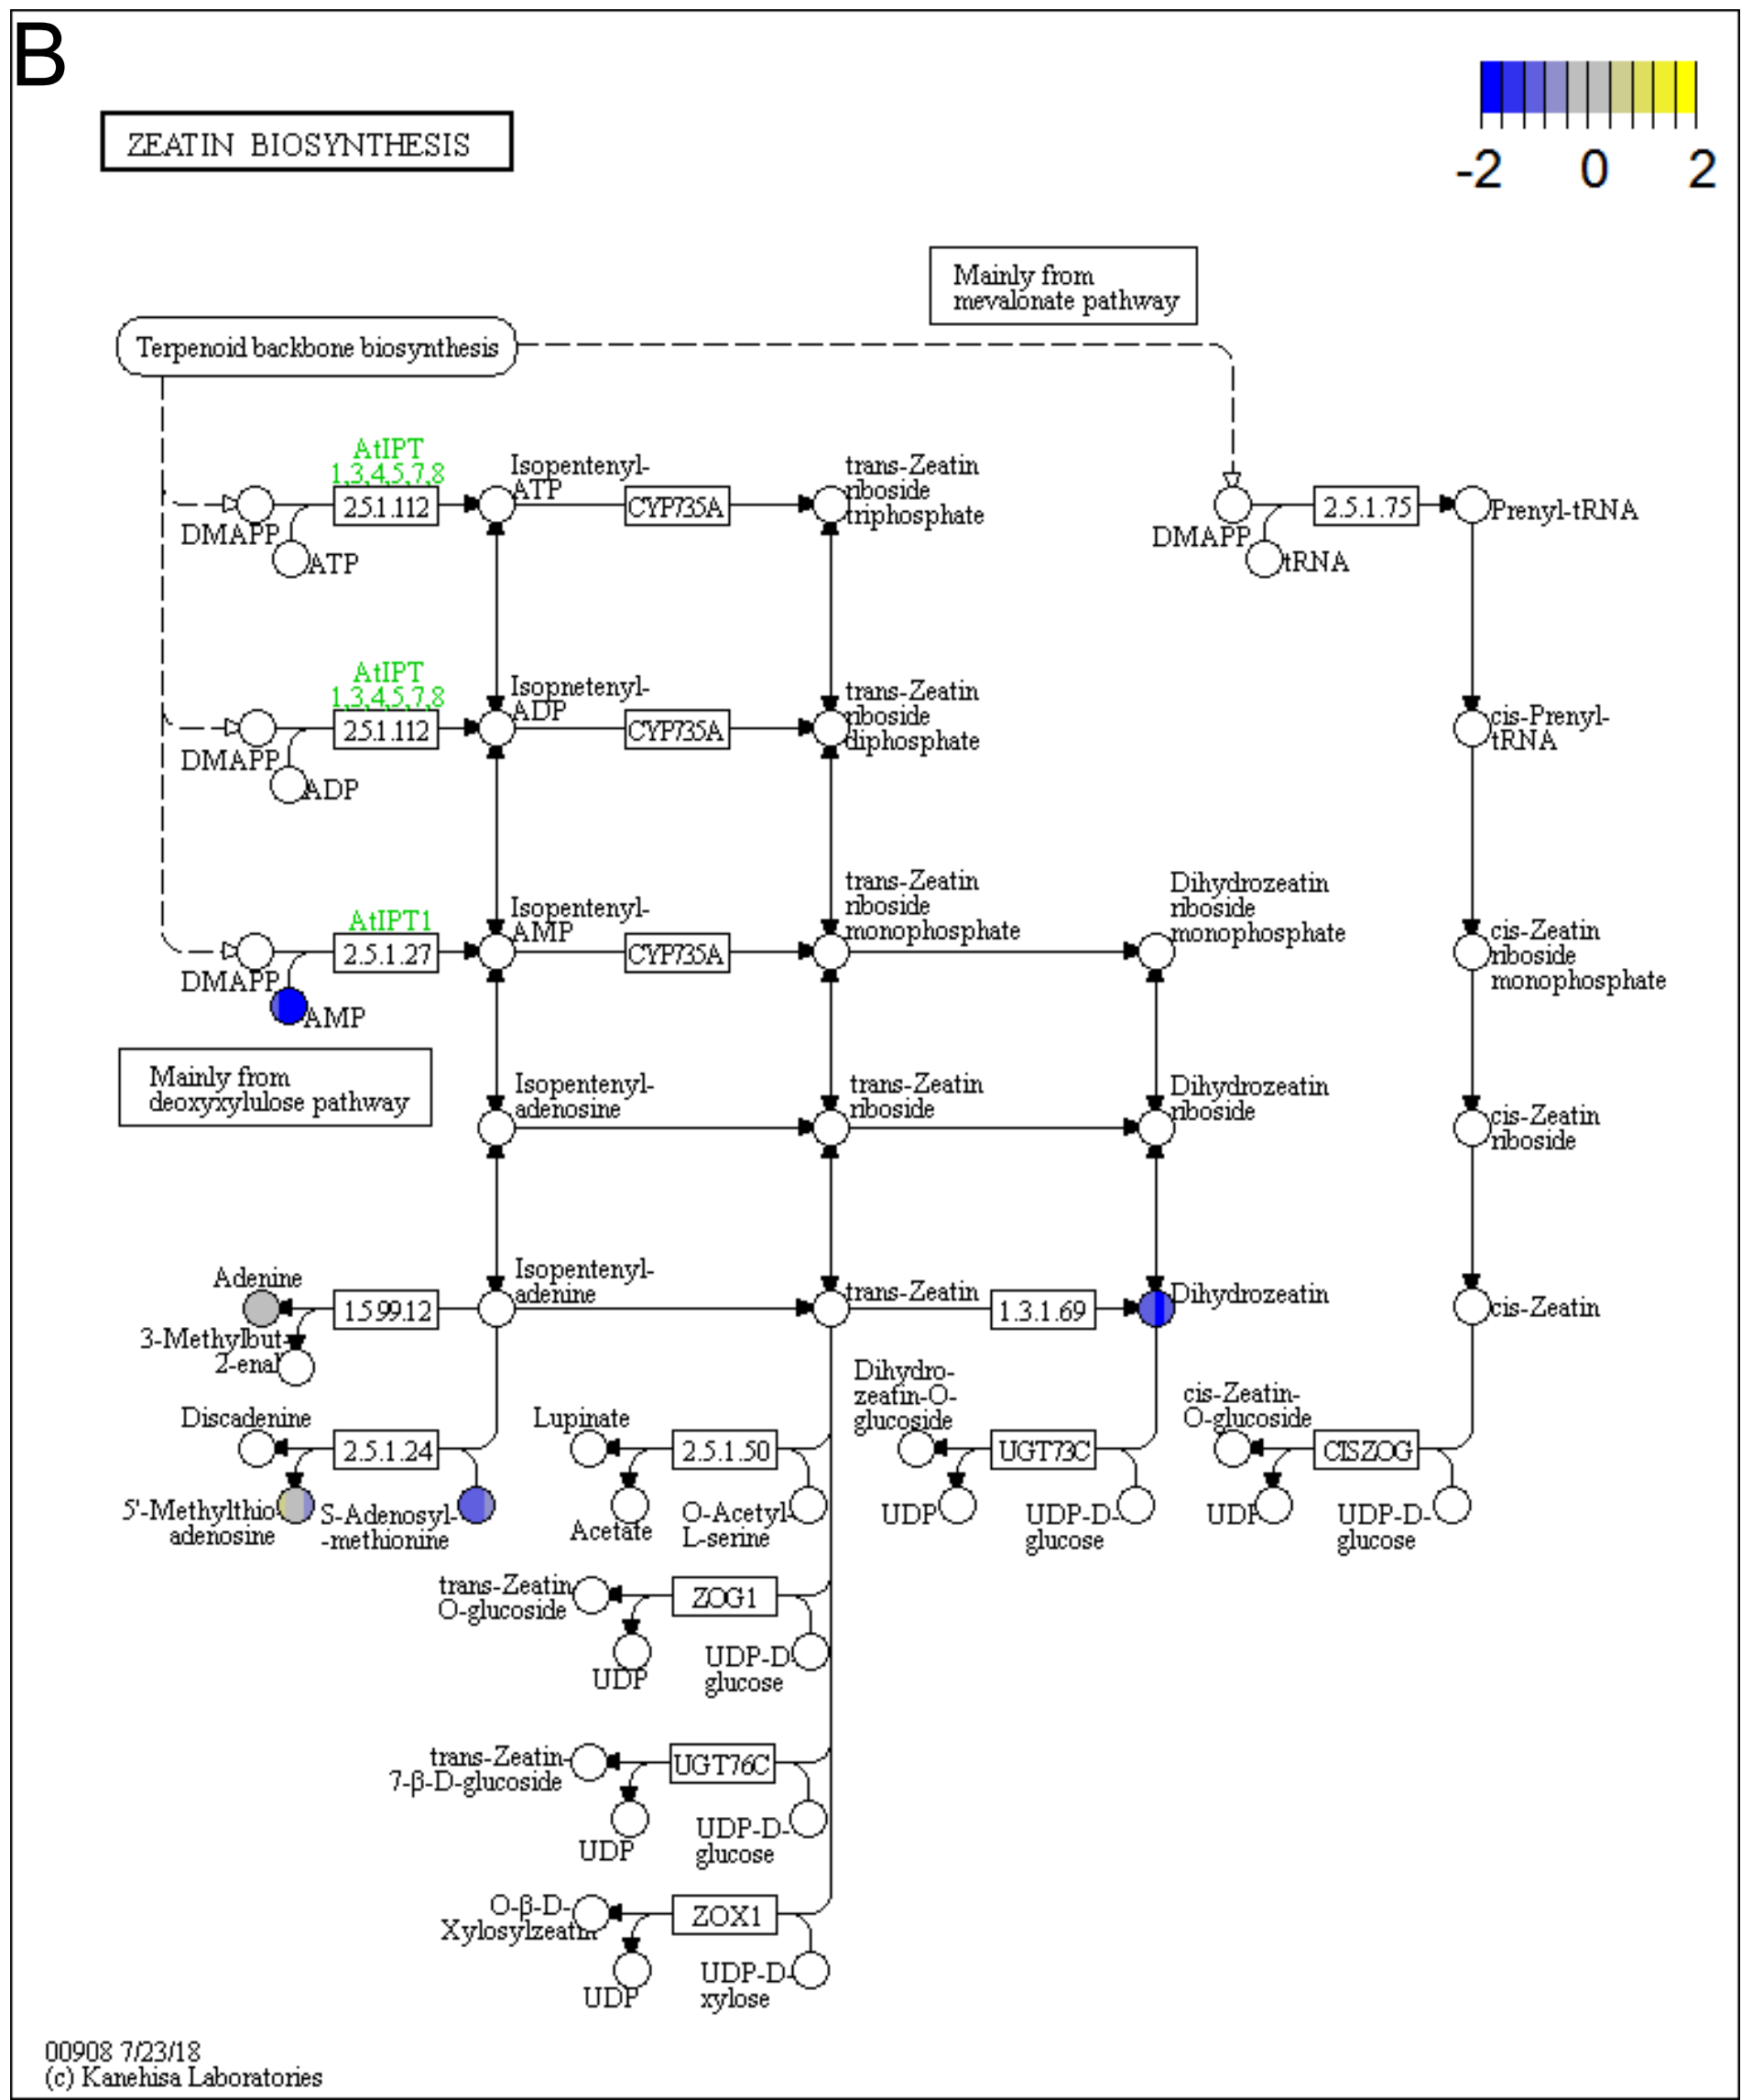 B
ZEATIN BIOSYNTHESIS
-2 0 2
Mainly from
mevalonate pathway
Terpenoid backbone biosynthesis
AtIPT
1,3,4,5,7,8
2.5.1.112
DMAPP
ATP
Isopentenyl-
ATP
CYP735A
trans-Zeatin
riboside
triphosphate
DMAPP
tRNA
2.5.1.75
Prenyl-tRNA
AtIPT
1,3,4,5,7,8
2.5.1.112
DMAPP
ADP
Isopnetenyl-
ADP
CYP735A
trans-Zeatin
riboside
diphosphate
cis-Prenyl-
tRNA
AtIPT1
2.5.1.27
DMAPP
AMP
Isopentenyl-
AMP
CYP735A
trans-Zeatin
riboside
monophosphate
Dihydrozeatin
riboside
monophosphate
cis-Zeatin
riboside
monophosphate
Mainly from
deoxyxylulose pathway
Isopentenyl-
adenosine
trans-Zeatin
riboside
Dihydrozeatin
riboside
cis-Zeatin
riboside
Adenine
1.5.99.12
3-Methylbut-
2-enal
Isopentenyl-
adenine
trans-Zeatin
1.3.1.69
Dihydrozeatin
cis-Zeatin
Discadenine
2.5.1.24
5'-Methylthio-
adenosine
S-Adenosyl-
-methionine
Lupinate
2.5.1.50
Acetate
O-Acetyl-
L-serine
Dihydro-
zeatin-O-
glucoside
UGT73C
UDP
UDP-D-
glucose
cis-Zeatin-
O-glucoside
CISZOG
UDP
UDP-D-
glucose
trans-Zeatin
O-glucoside
ZOG1
UDP
UDP-D-
glucose
trans-Zeatin-
7-β-D-glucoside
UGT76C
UDP
UDP-D-
glucose
O-β-D-
Xylosylzeatin
ZOX1
UDP
UDP-D-
xylose
00908 7/23/18
(c) Kanehisa Laboratories